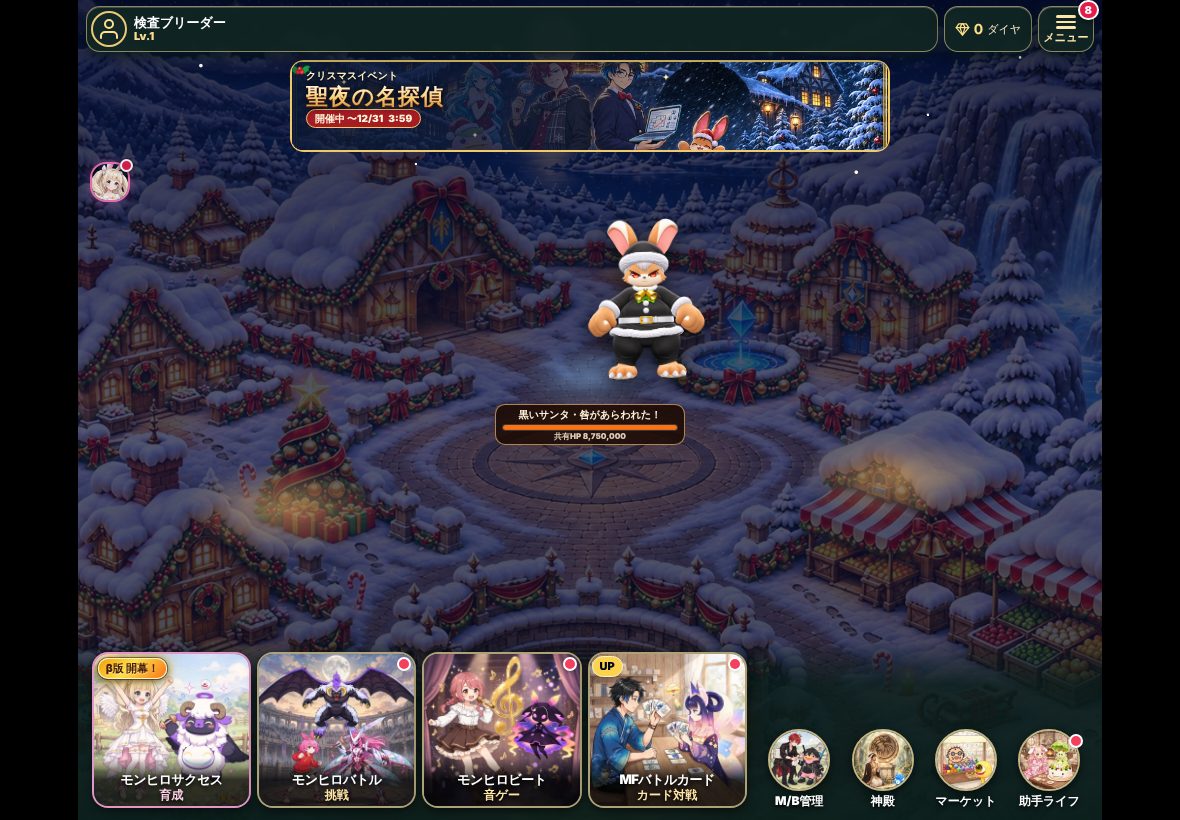 検査ブリーダー
Lv.1
0 ダイヤ
8
メニュー
クリスマスイベント
聖夜の名探偵
開催中 〜12/31 3:59
黒いサンタ・咎があらわれた！
共有HP 8,750,000
β版 開幕！
モンヒロサクセス
育成
モンヒロバトル
挑戦
モンヒロビート
音ゲー
UP
MFバトルカード
カード対戦
M/B管理
神殿
マーケット
助手ライフ